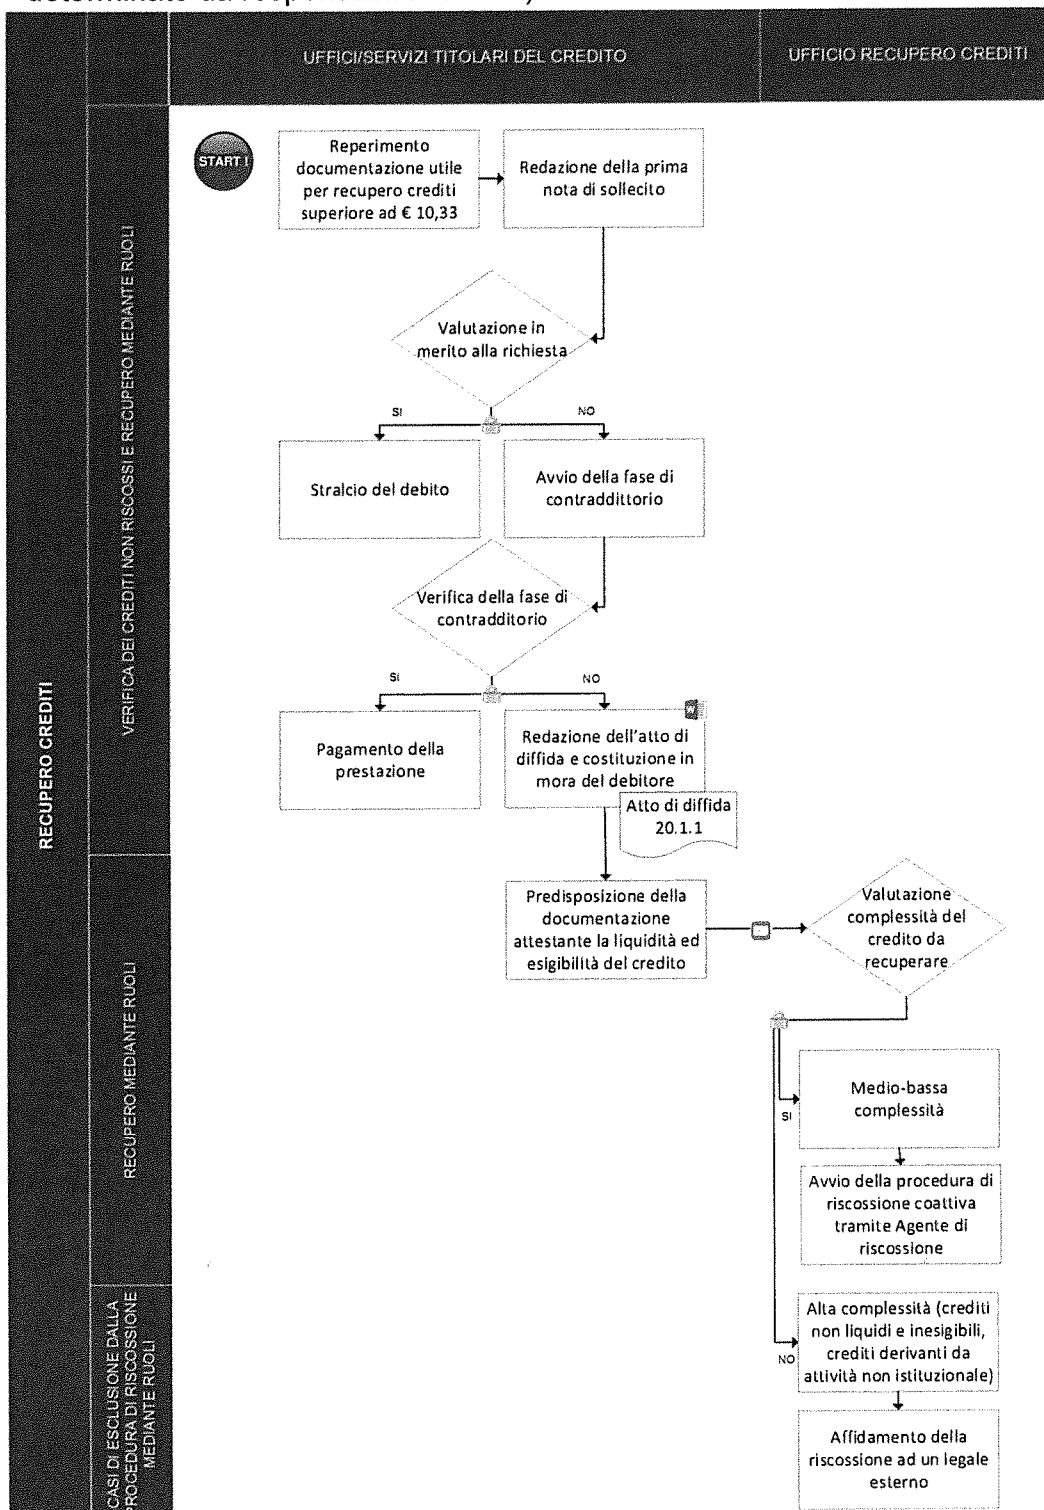 UFFICI/SERVIZI TITOLARI DEL CREDITO
UFFICIO RECUPERO CREDITI
RECUPERO CREDITI
VERIFICA DEI CREDITI NON RISCOSSI E RECUPERO MEDIANTE RUOLI
START !
Reperimento
documentazione utile
per recupero crediti
superiore ad € 10,33
Redazione della prima
nota di sollecito
Valutazione in
merito alla richiesta
SI
NO
Stralcio del debito
Avvio della fase di
contraddittorio
Verifica della fase di
contradditorio
SI
NO
Pagamento della
prestazione
Redazione dell'atto di
diffida e costituzione in
mora del debitore
W
Atto di diffida
20.1.1
RECUPERO MEDIANTE RUOLI
Predisposizione della
documentazione
attestante la liquidità ed
esigibilità del credito
Valutazione
complessità del
credito da
recuperare
SI
Medio-bassa
complessità
Avvio della procedura di
riscossione coattiva
tramite Agente di
riscossione
CASI DI ESCLUSIONE DALLA
PROCEDURA DI RISCOSSIONE
MEDIANTE RUOLI
NO
Alta complessità (crediti
non liquidi e inesigibili,
crediti derivanti da
attività non istituzionale)
Affidamento della
riscossione ad un legale
esterno